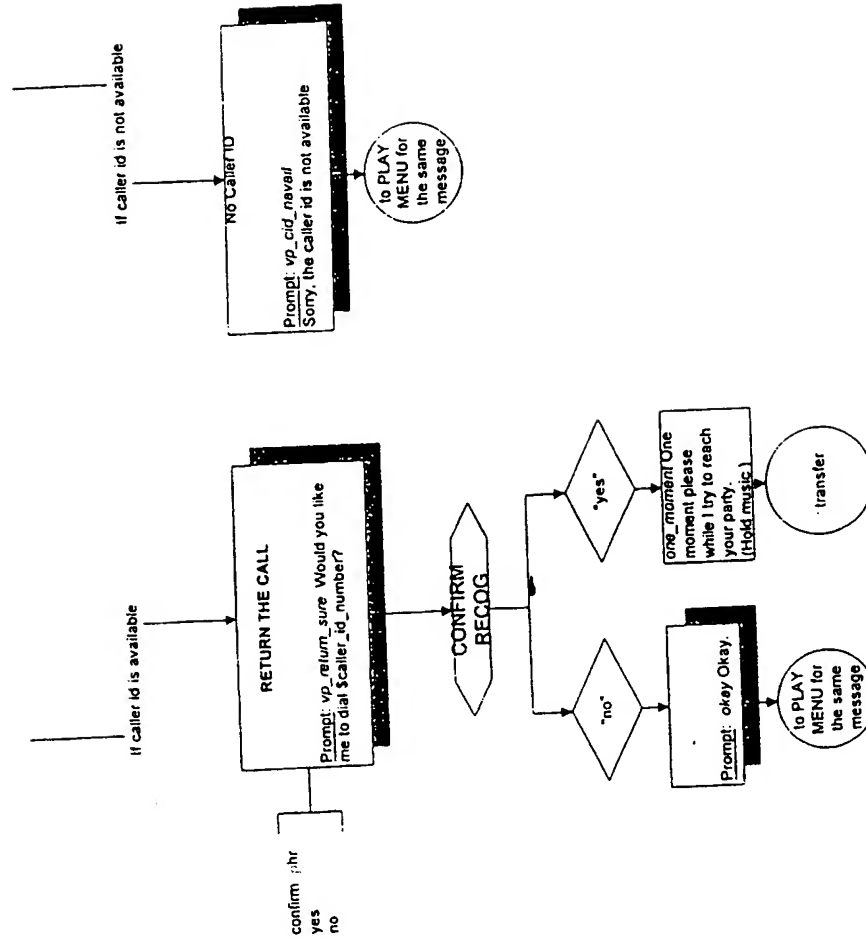 If caller id is available
RETURN THE CALL
Prompt: vp_return_sure Would you like
me to dial $caller_id_number?
confirm phr
yes
no
CONFIRM
RECOG
"no"
"yes"
Prompt: okay Okay.
to PLAY
MENU for
the same
message
one_moment One
moment please
while I try to reach
your party.
(Hold music)
transfer
If caller id is not available
No Caller ID
Prompt: vp_cid_navail
Sorry, the caller id is not available
to PLAY
MENU for
the same
message